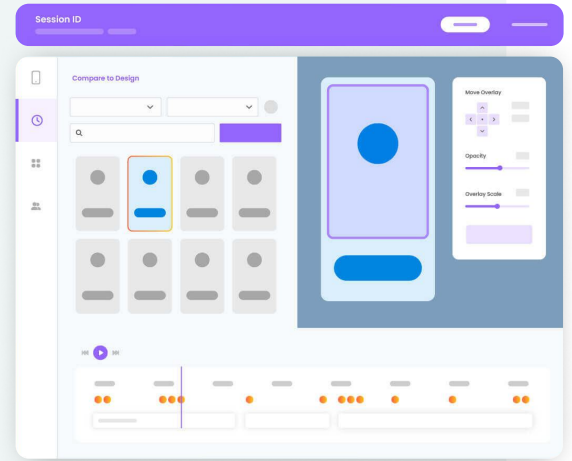 Session ID
Compare to Design
Move Overlay
Opacity
Overlay Scale